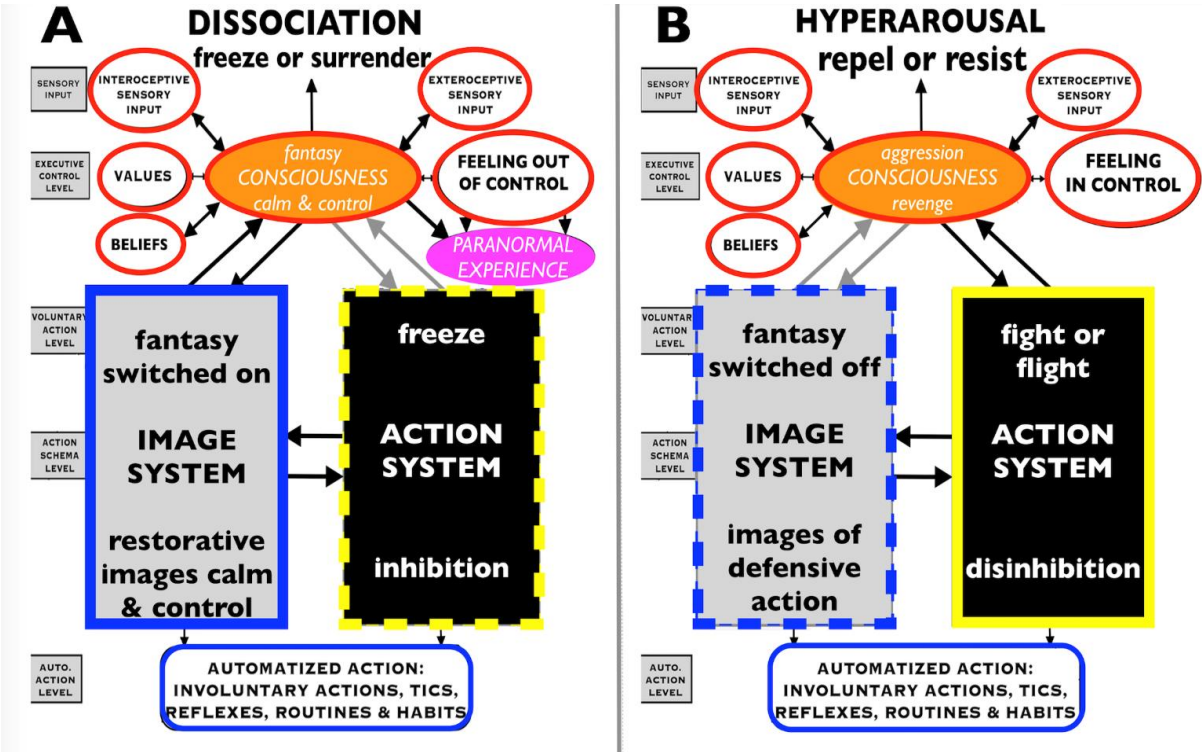 A
DISSOCIATION
freeze or surrender
SENSORY
INPUT
INTEROCEPTIVE
SENSORY
INPUT
EXTEROCEPTIVE
SENSORY
INPUT
EXECUTIVE
CONTROL
LEVEL
VALUES
fantasy
CONSCIOUSNESS
calm & control
FEELING OUT
OF CONTROL
BELIEFS
PARANORMAL
EXPERIENCE
VOLUNTAR
ACTION
LEVEL
fantasy
switched on
freeze
ACTION
SCHEMA
LEVEL
IMAGE
SYSTEM
ACTION
SYSTEM
restorative
images calm
& control
inhibition
AUTO.
ACTION
LEVEL
AUTOMATIZED ACTION:
INVOLUNTARY ACTIONS, TICS,
REFLEXES, ROUTINES & HABITS
B
HYPERAROUSAL
repel or resist
SENSORY
INPUT
INTEROCEPTIVE
SENSORY
INPUT
EXTEROCEPTIVE
SENSORY
INPUT
EXECUTIVE
CONTROL
LEVEL
VALUES
aggression
CONSCIOUSNESS
revenge
FEELING
IN CONTROL
BELIEFS
VOLUNTAR
ACTION
LEVEL
fantasy
switched off
fight or
flight
ACTION
SCHEMA
LEVEL
IMAGE
SYSTEM
ACTION
SYSTEM
images of
defensive
action
disinhibition
AUTO.
ACTION
LEVEL
AUTOMATIZED ACTION:
INVOLUNTARY ACTIONS, TICS,
REFLEXES, ROUTINES & HABITS